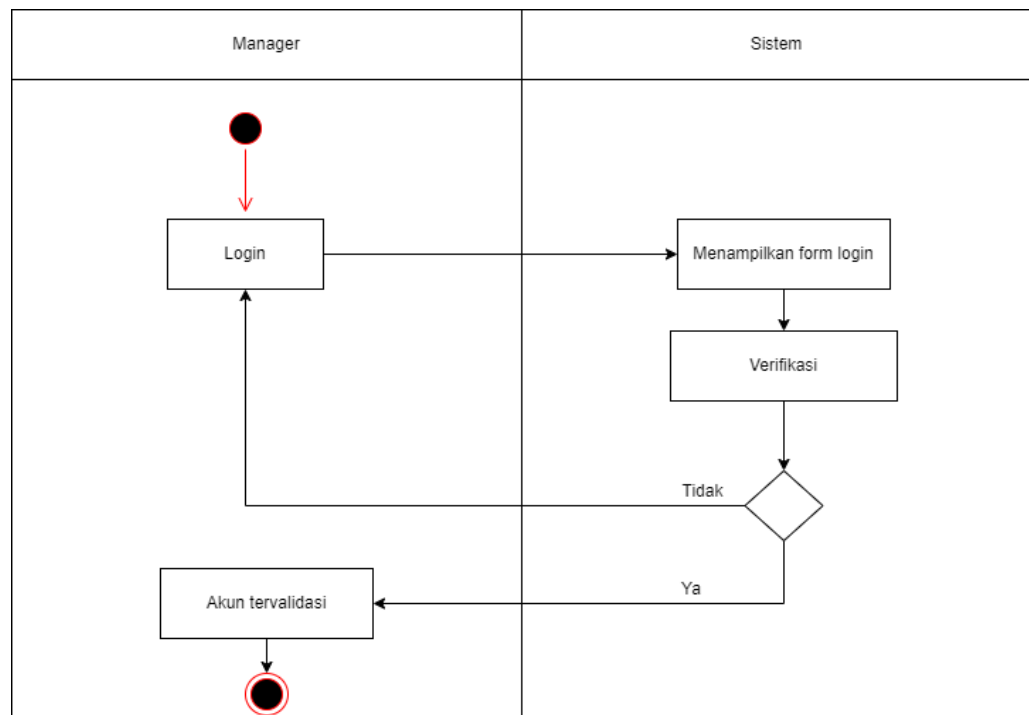 Manager
Sistem
Login
Menampilkan form login
Verifikasi
Tidak
Ya
Akun tervalidasi